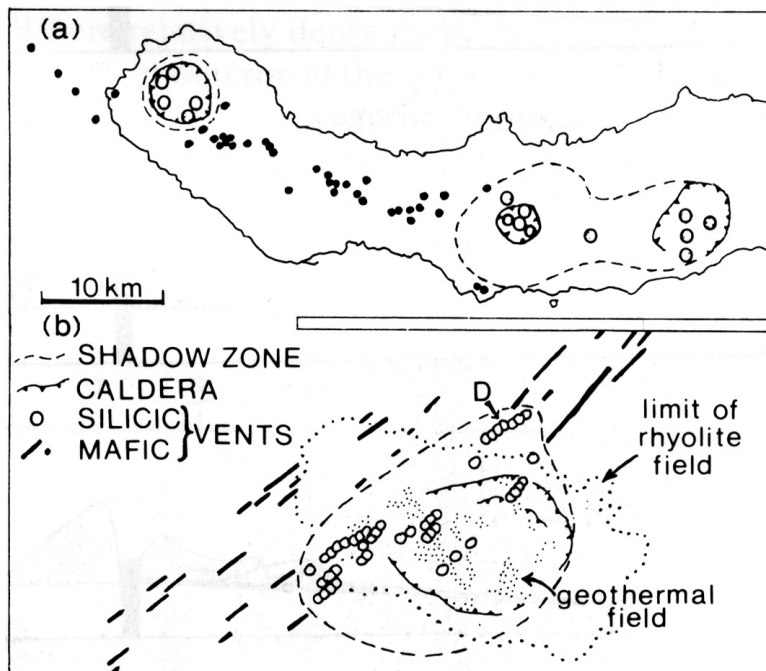 (a)
10 km
(b)
SHADOW ZONE
CALDERA
SILICIC
MAFIC
VENTS
D
limit of
rhyolite
field
geothermal
field